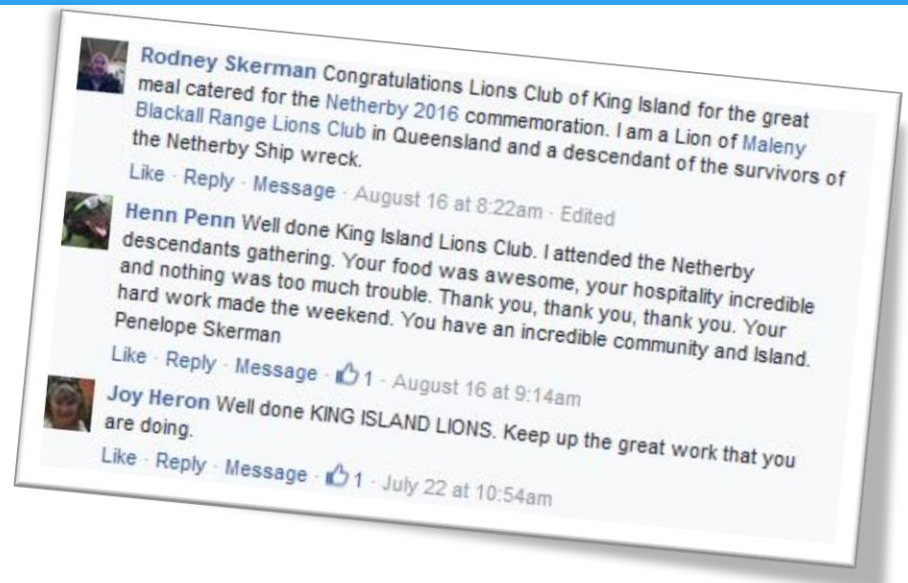 Rodney Skerman Congratulations Lions Club of King Island for the great
meal catered for the Netherby 2016 commemoration. I am a Lion of Maleny
Blackall Range Lions Club in Queensland and a descendant of the survivors of
the Netherby Ship wreck.
Like · Reply · Message · August 16 at 8:22am · Edited
Henn Penn Well done King Island Lions Club. I attended the Netherby
descendants gathering. Your food was awesome, your hospitality incredible
and nothing was too much trouble. Thank you, thank you, thank you. Your
hard work made the weekend. You have an incredible community and Island.
Penelope Skerman
Like · Reply · Message · 1 · August 16 at 9:14am
Joy Heron Well done KING ISLAND LIONS. Keep up the great work that you
are doing.
Like · Reply · Message · 1 · July 22 at 10:54am